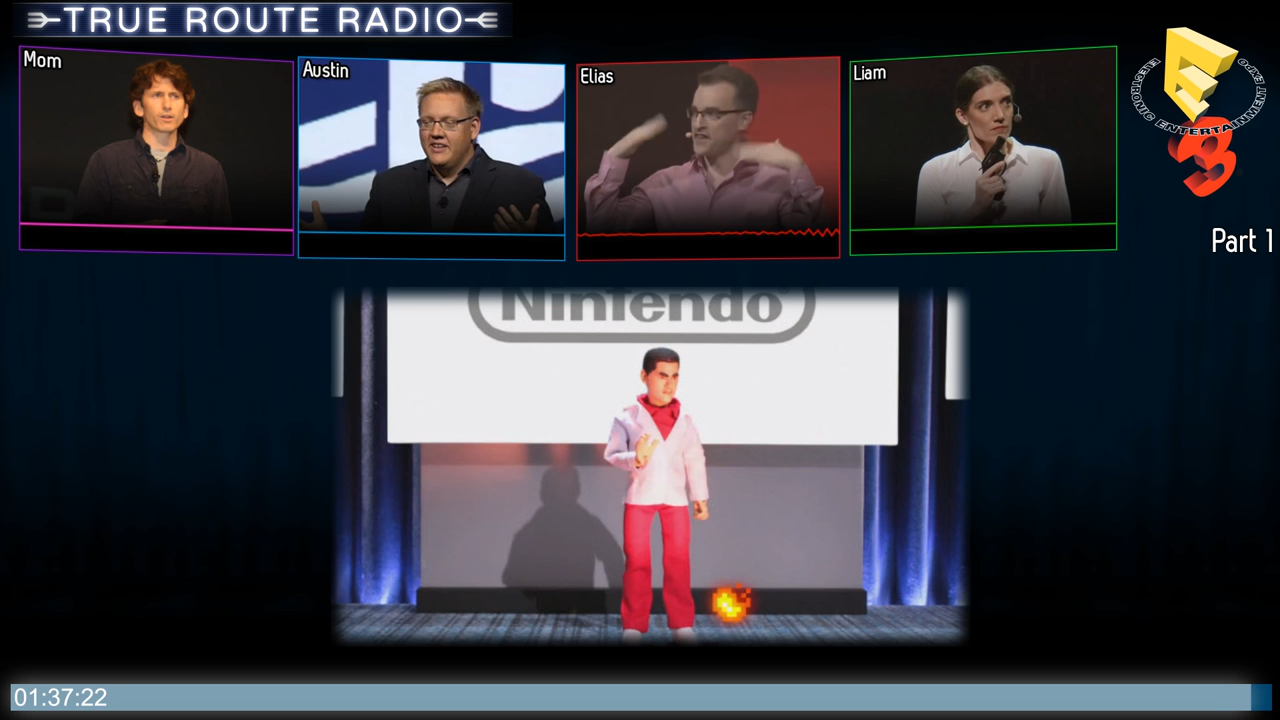 TRUE ROUTE RADIO
Mom
Austin
Elias
Liam
E3
ELECTRONIC ENTERTAINMENT EXPO
Part 1
Nintendo
01:37:22